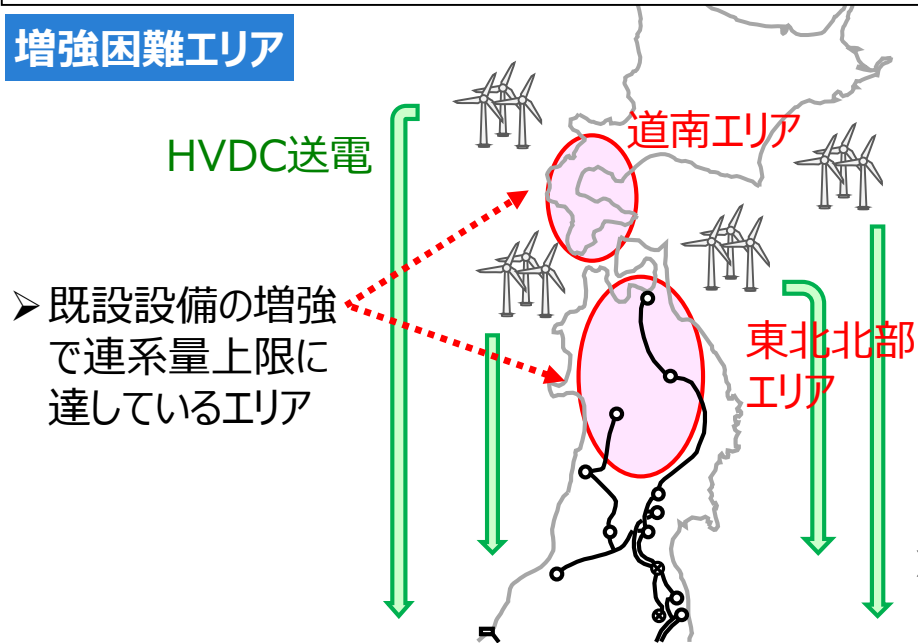 増強困難エリア
HVDC送電
道南エリア
➢既設設備の増強
で連系量上限に
達しているエリア
東北北部
エリア